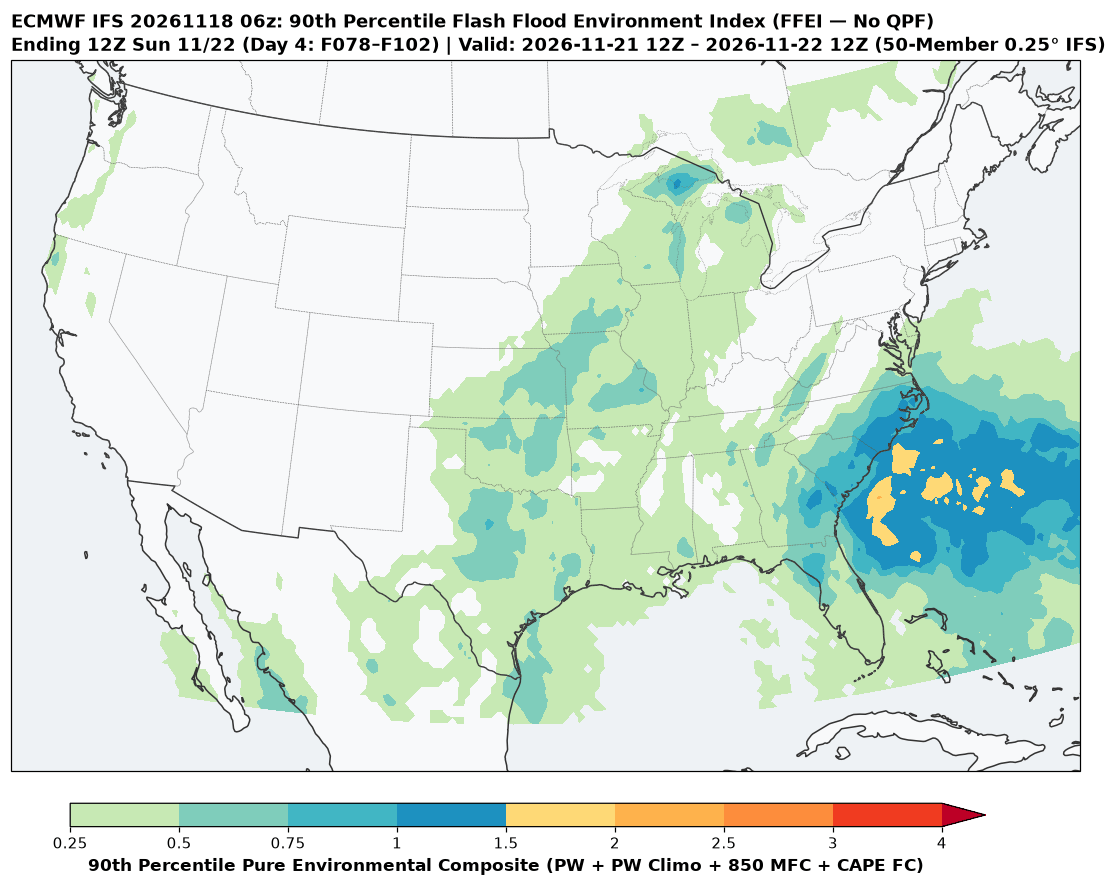 ECMWF IFS 20261118 06z: 90th Percentile Flash Flood Environment Index (FFEI — No QPF)
Ending 12Z Sun 11/22 (Day 4: F078–F102) | Valid: 2026-11-21 12Z – 2026-11-22 12Z (50-Member 0.25° IFS)
0.25 0.5 0.75 1 1.5 2 2.5 3 4
90th Percentile Pure Environmental Composite (PW + PW Climo + 850 MFC + CAPE FC)